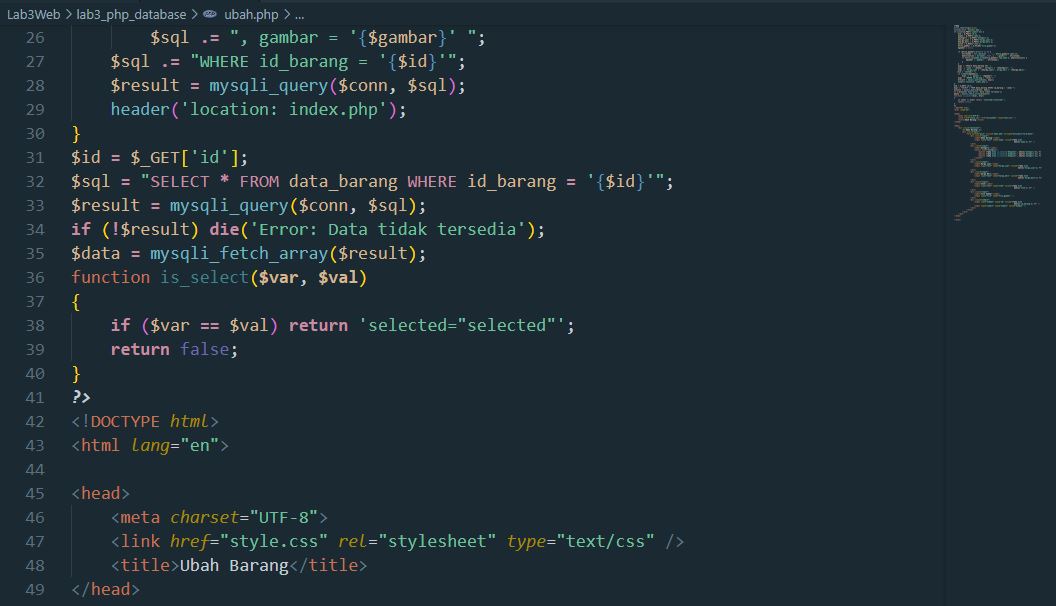 Lab3Web > lab3_php_database > ubah.php > ...
26 $sql .= ", gambar = '{$gambar}' ";
27 $sql .= "WHERE id_barang = '{$id}'";
28 $result = mysqli_query($conn, $sql);
29 header('location: index.php');
30 }
31 $id = $_GET['id'];
32 $sql = "SELECT * FROM data_barang WHERE id_barang = '{$id}'";
33 $result = mysqli_query($conn, $sql);
34 if (!$result) die('Error: Data tidak tersedia');
35 $data = mysqli_fetch_array($result);
36 function is_select($var, $val)
37 {
38 if ($var == $val) return 'selected="selected"';
39 return false;
40 }
41 ?>
42 <!DOCTYPE html>
43 <html lang="en">
44
45 <head>
46 <meta charset="UTF-8">
47 <link href="style.css" rel="stylesheet" type="text/css" />
48 <title>Ubah Barang</title>
49 </head>